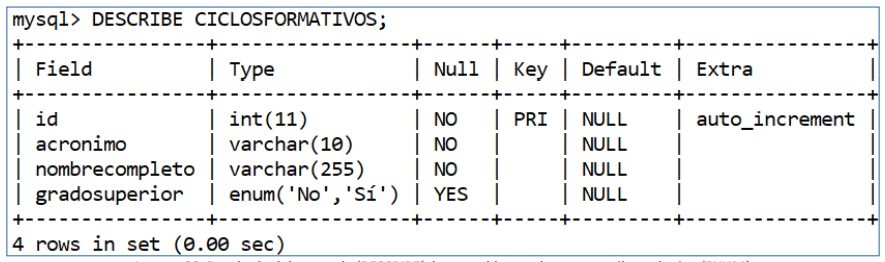 mysql> DESCRIBE CICLOSFORMATIVOS;
+----------------+-----------------+------+-----+---------+----------------+
| Field          | Type            | Null | Key | Default | Extra          |
+----------------+-----------------+------+-----+---------+----------------+
| id             | int(11)         | NO   | PRI | NULL    | auto_increment |
| acronimo       | varchar(10)     | NO   |     | NULL    |                |
| nombrecompleto | varchar(255)    | NO   |     | NULL    |                |
| gradosuperior  | enum('No','Sí') | YES  |     | NULL    |                |
+----------------+-----------------+------+-----+---------+----------------+
4 rows in set (0.00 sec)